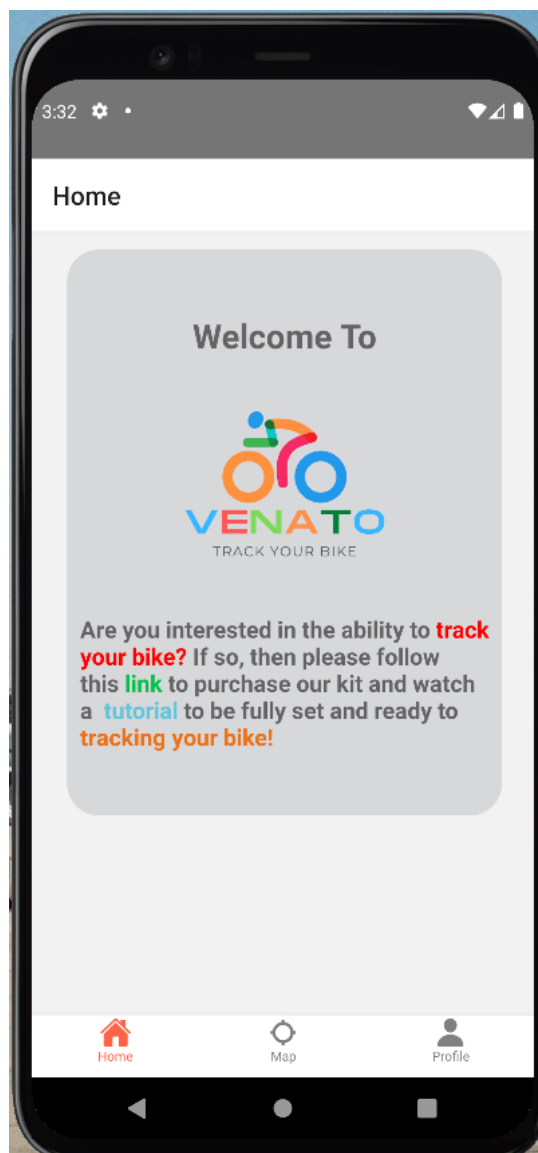 3:32
Home
Welcome To
VENATO
TRACK YOUR BIKE
Are you interested in the ability to track
your bike? If so, then please follow
this link to purchase our kit and watch
a tutorial to be fully set and ready to
tracking your bike!
Home Map Profile